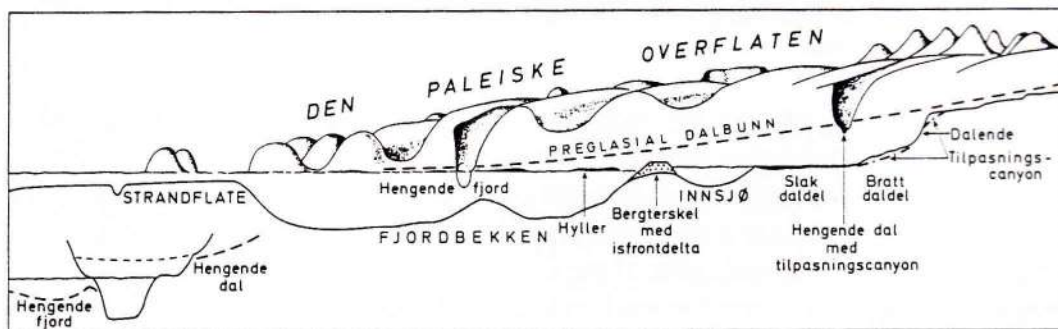 DEN PALEISKE OVERFLATEN
PREGLASIAL DALBUNN
Dalende
Tilpasnings-
canyon
STRANDFLATE
Hengende
fjord
INNSJØ
Slak
daldel
Bratt
daldel
FJORDBEKKEN
Hyller
Bergterskel
med
isfrontdelta
Hengende dal
med
tilpasningscanyon
Hengende
dal
Hengende
fjord